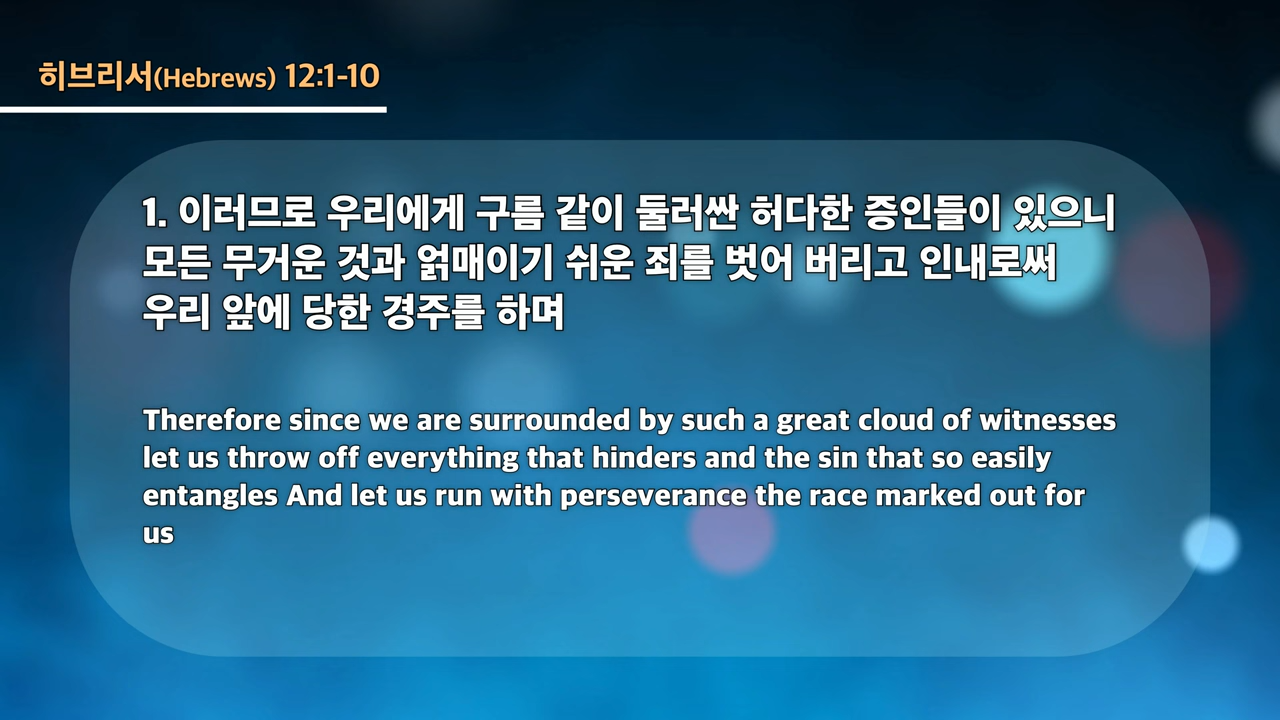 히브리서(Hebrews) 12:1-10
1. 이러므로 우리에게 구름 같이 둘러싼 허다한 증인들이 있으니
모든 무거운 것과 얽매이기 쉬운 죄를 벗어 버리고 인내로써
우리 앞에 당한 경주를 하며
Therefore since we are surrounded by such a great cloud of witnesses
let us throw off everything that hinders and the sin that so easily
entangles And let us run with perseverance the race marked out for
us